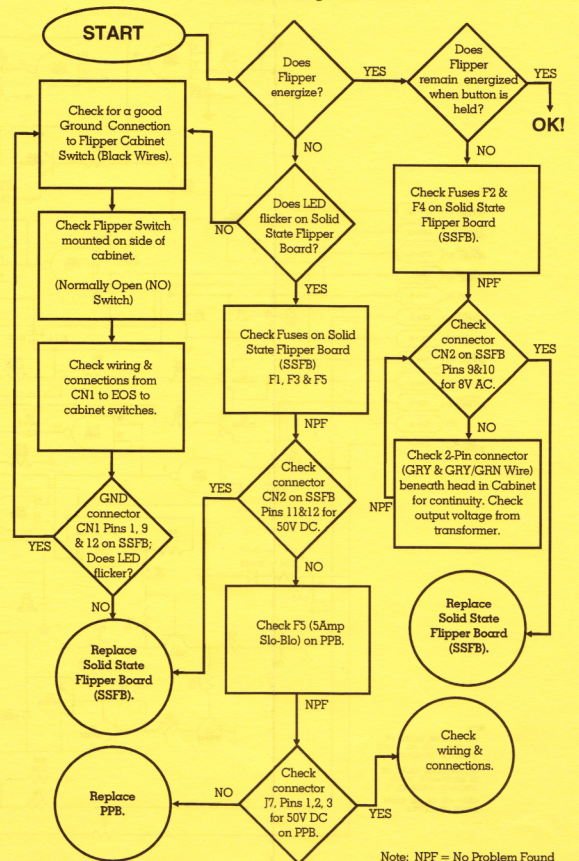 START
Does
Flipper
energize?
YES
Does
Flipper
remain energized
when button is
held?
YES
OK!
NO
NO
Check for a good
Ground Connection
to Flipper Cabinet
Switch (Black Wires).
Check Flipper Switch
mounted on side of
cabinet.
(Normally Open (NO)
Switch)
Check wiring &
connections from
CN1 to EOS to
cabinet switches.
GND
connector
CN1 Pins 1, 9
& 12 on SSFB;
Does LED
flicker?
YES
NO
Replace
Solid State
Flipper Board
(SSFB).
Does LED
flicker on Solid
State Flipper
Board?
NO
YES
Check Fuses on Solid
State Flipper Board
(SSFB)
F1, F3 & F5
NPF
Check
connector
CN2 on SSFB
Pins 11&12 for
50V DC.
YES
NO
Check F5 (5Amp
Slo-Blo) on PPB.
NPF
Check
connector
J7, Pins 1,2, 3
for 50V DC
on PPB.
NO
YES
Replace
PPB.
Check
wiring &
connections.
Check Fuses F2 &
F4 on Solid State
Flipper Board
(SSFB).
NPF
Check
connector
CN2 on SSFB
Pins 9&10
for 8V AC.
YES
NO
Check 2-Pin connector
(GRY & GRY/GRN Wire)
beneath head in Cabinet
for continuity. Check
output voltage from
transformer.
NPF
Replace
Solid State
Flipper Board
(SSFB).
Note: NPF = No Problem Found